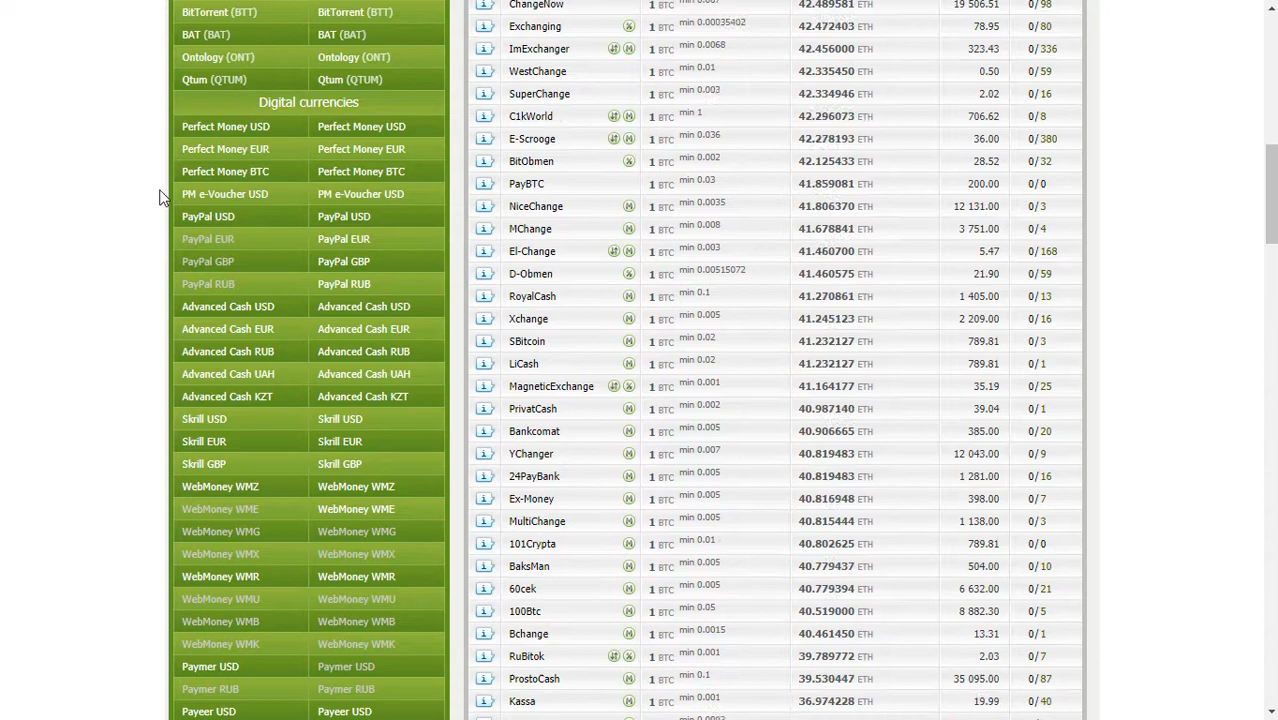 BitTorrent (BTT) BitTorrent (BTT)
BAT (BAT) BAT (BAT)
Ontology (ONT) Ontology (ONT)
Qtum (QTUM) Qtum (QTUM)
Digital currencies
Perfect Money USD Perfect Money USD
Perfect Money EUR Perfect Money EUR
Perfect Money BTC Perfect Money BTC
PM e-Voucher USD PM e-Voucher USD
PayPal USD PayPal USD
PayPal EUR PayPal EUR
PayPal GBP PayPal GBP
PayPal RUB PayPal RUB
Advanced Cash USD Advanced Cash USD
Advanced Cash EUR Advanced Cash EUR
Advanced Cash RUB Advanced Cash RUB
Advanced Cash UAH Advanced Cash UAH
Advanced Cash KZT Advanced Cash KZT
Skrill USD Skrill USD
Skrill EUR Skrill EUR
Skrill GBP Skrill GBP
WebMoney WMZ WebMoney WMZ
WebMoney WME WebMoney WME
WebMoney WMG WebMoney WMG
WebMoney WMX WebMoney WMX
WebMoney WMR WebMoney WMR
WebMoney WMU WebMoney WMU
WebMoney WMB WebMoney WMB
WebMoney WMK WebMoney WMK
Paymer USD Paymer USD
Paymer RUB Paymer RUB
Payeer USD Payeer USD
ChangeNow 1 BTC 42.489581 ETH 19 506.51 0/98
Exchanging 1 BTC min 0.00035402 42.472403 ETH 78.95 0/80
ImExchanger 1 BTC min 0.0068 42.456000 ETH 323.43 0/336
WestChange 1 BTC min 0.01 42.335450 ETH 0.50 0/59
SuperChange 1 BTC min 0.003 42.334946 ETH 2.02 0/16
C1kWorld 1 BTC min 1 42.296073 ETH 706.62 0/8
E-Scrooge 1 BTC min 0.036 42.278193 ETH 36.00 0/380
BitObmen 1 BTC min 0.002 42.125433 ETH 28.52 0/32
PayBTC 1 BTC min 0.03 41.859081 ETH 200.00 0/0
NiceChange 1 BTC min 0.0035 41.806370 ETH 12 131.00 0/3
MChange 1 BTC min 0.008 41.678841 ETH 3 751.00 0/4
El-Change 1 BTC min 0.003 41.460700 ETH 5.47 0/168
D-Obmen 1 BTC min 0.00515072 41.460575 ETH 21.90 0/59
RoyalCash 1 BTC min 0.1 41.270861 ETH 1 405.00 0/13
Xchange 1 BTC min 0.005 41.245123 ETH 2 209.00 0/16
SBitcoin 1 BTC min 0.02 41.232127 ETH 789.81 0/3
LiCash 1 BTC min 0.02 41.232127 ETH 789.81 0/1
MagneticExchange 1 BTC min 0.001 41.164177 ETH 35.19 0/25
PrivatCash 1 BTC min 0.002 40.987140 ETH 39.04 0/1
Bankcomat 1 BTC min 0.005 40.906665 ETH 385.00 0/20
YChanger 1 BTC min 0.007 40.819483 ETH 12 043.00 0/9
24PayBank 1 BTC min 0.005 40.819483 ETH 1 281.00 0/16
Ex-Money 1 BTC min 0.005 40.816948 ETH 398.00 0/7
MultiChange 1 BTC min 0.005 40.815444 ETH 1 138.00 0/3
101Crypta 1 BTC min 0.01 40.802625 ETH 789.81 0/0
BaksMan 1 BTC min 0.005 40.779437 ETH 504.00 0/10
60cek 1 BTC min 0.005 40.779394 ETH 6 632.00 0/21
100Btc 1 BTC min 0.05 40.519000 ETH 8 882.30 0/5
Bchange 1 BTC min 0.0015 40.461450 ETH 13.31 0/1
RuBitok 1 BTC min 0.001 39.789772 ETH 2.03 0/7
ProstoCash 1 BTC min 0.1 39.530447 ETH 35 095.00 0/87
Kassa 1 BTC min 0.001 36.974228 ETH 19.99 0/40